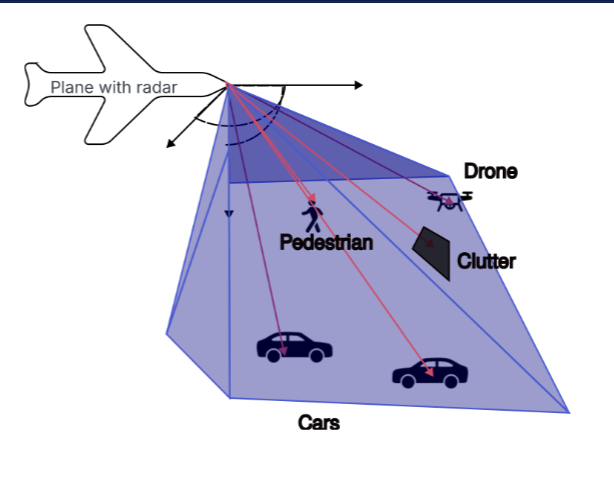 Plane with radar
Drone
Pedestrian
Clutter
Cars